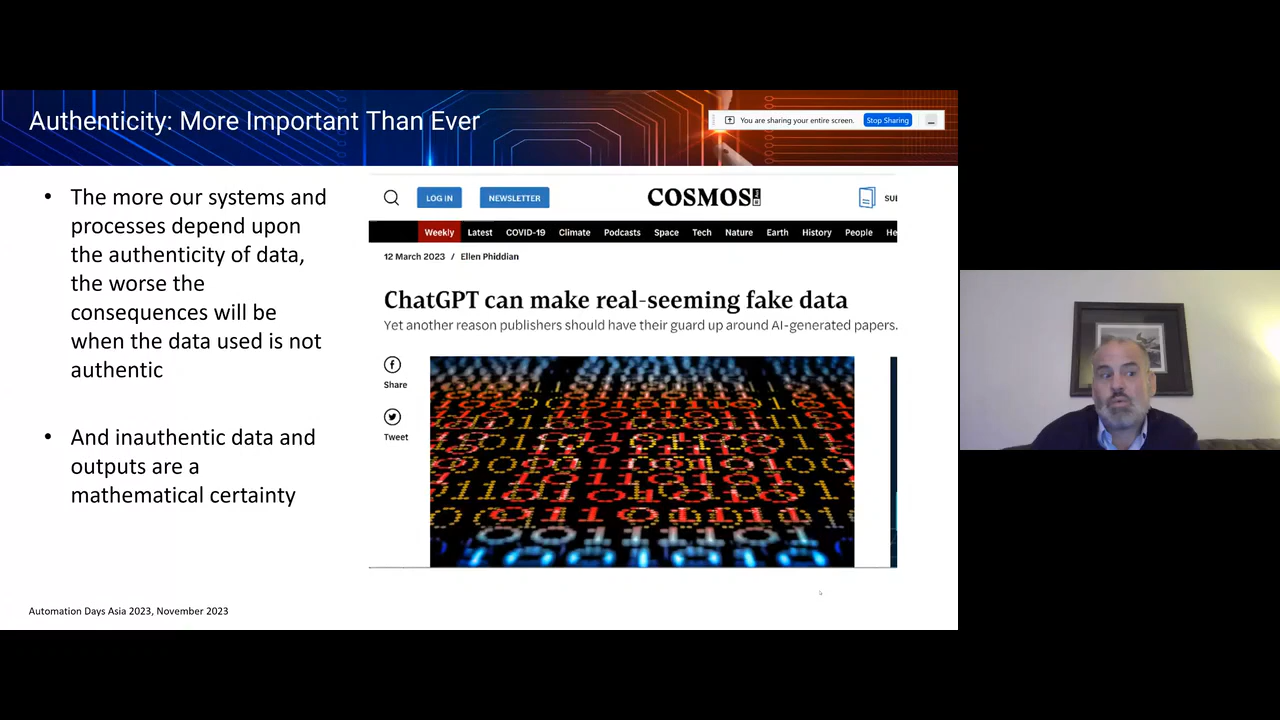 Authenticity: More Important Than Ever
You are sharing your entire screen.
Stop Sharing
• The more our systems and
processes depend upon
the authenticity of data,
the worse the
consequences will be
when the data used is not
authentic
• And inauthentic data and
outputs are a
mathematical certainty
LOG IN
NEWSLETTER
COSMOS
SUI
Weekly Latest COVID-19 Climate Podcasts Space Tech Nature Earth History People He
12 March 2023 / Ellen Phiddian
ChatGPT can make real-seeming fake data
Yet another reason publishers should have their guard up around AI-generated papers.
Share
Tweet
Automation Days Asia 2023, November 2023